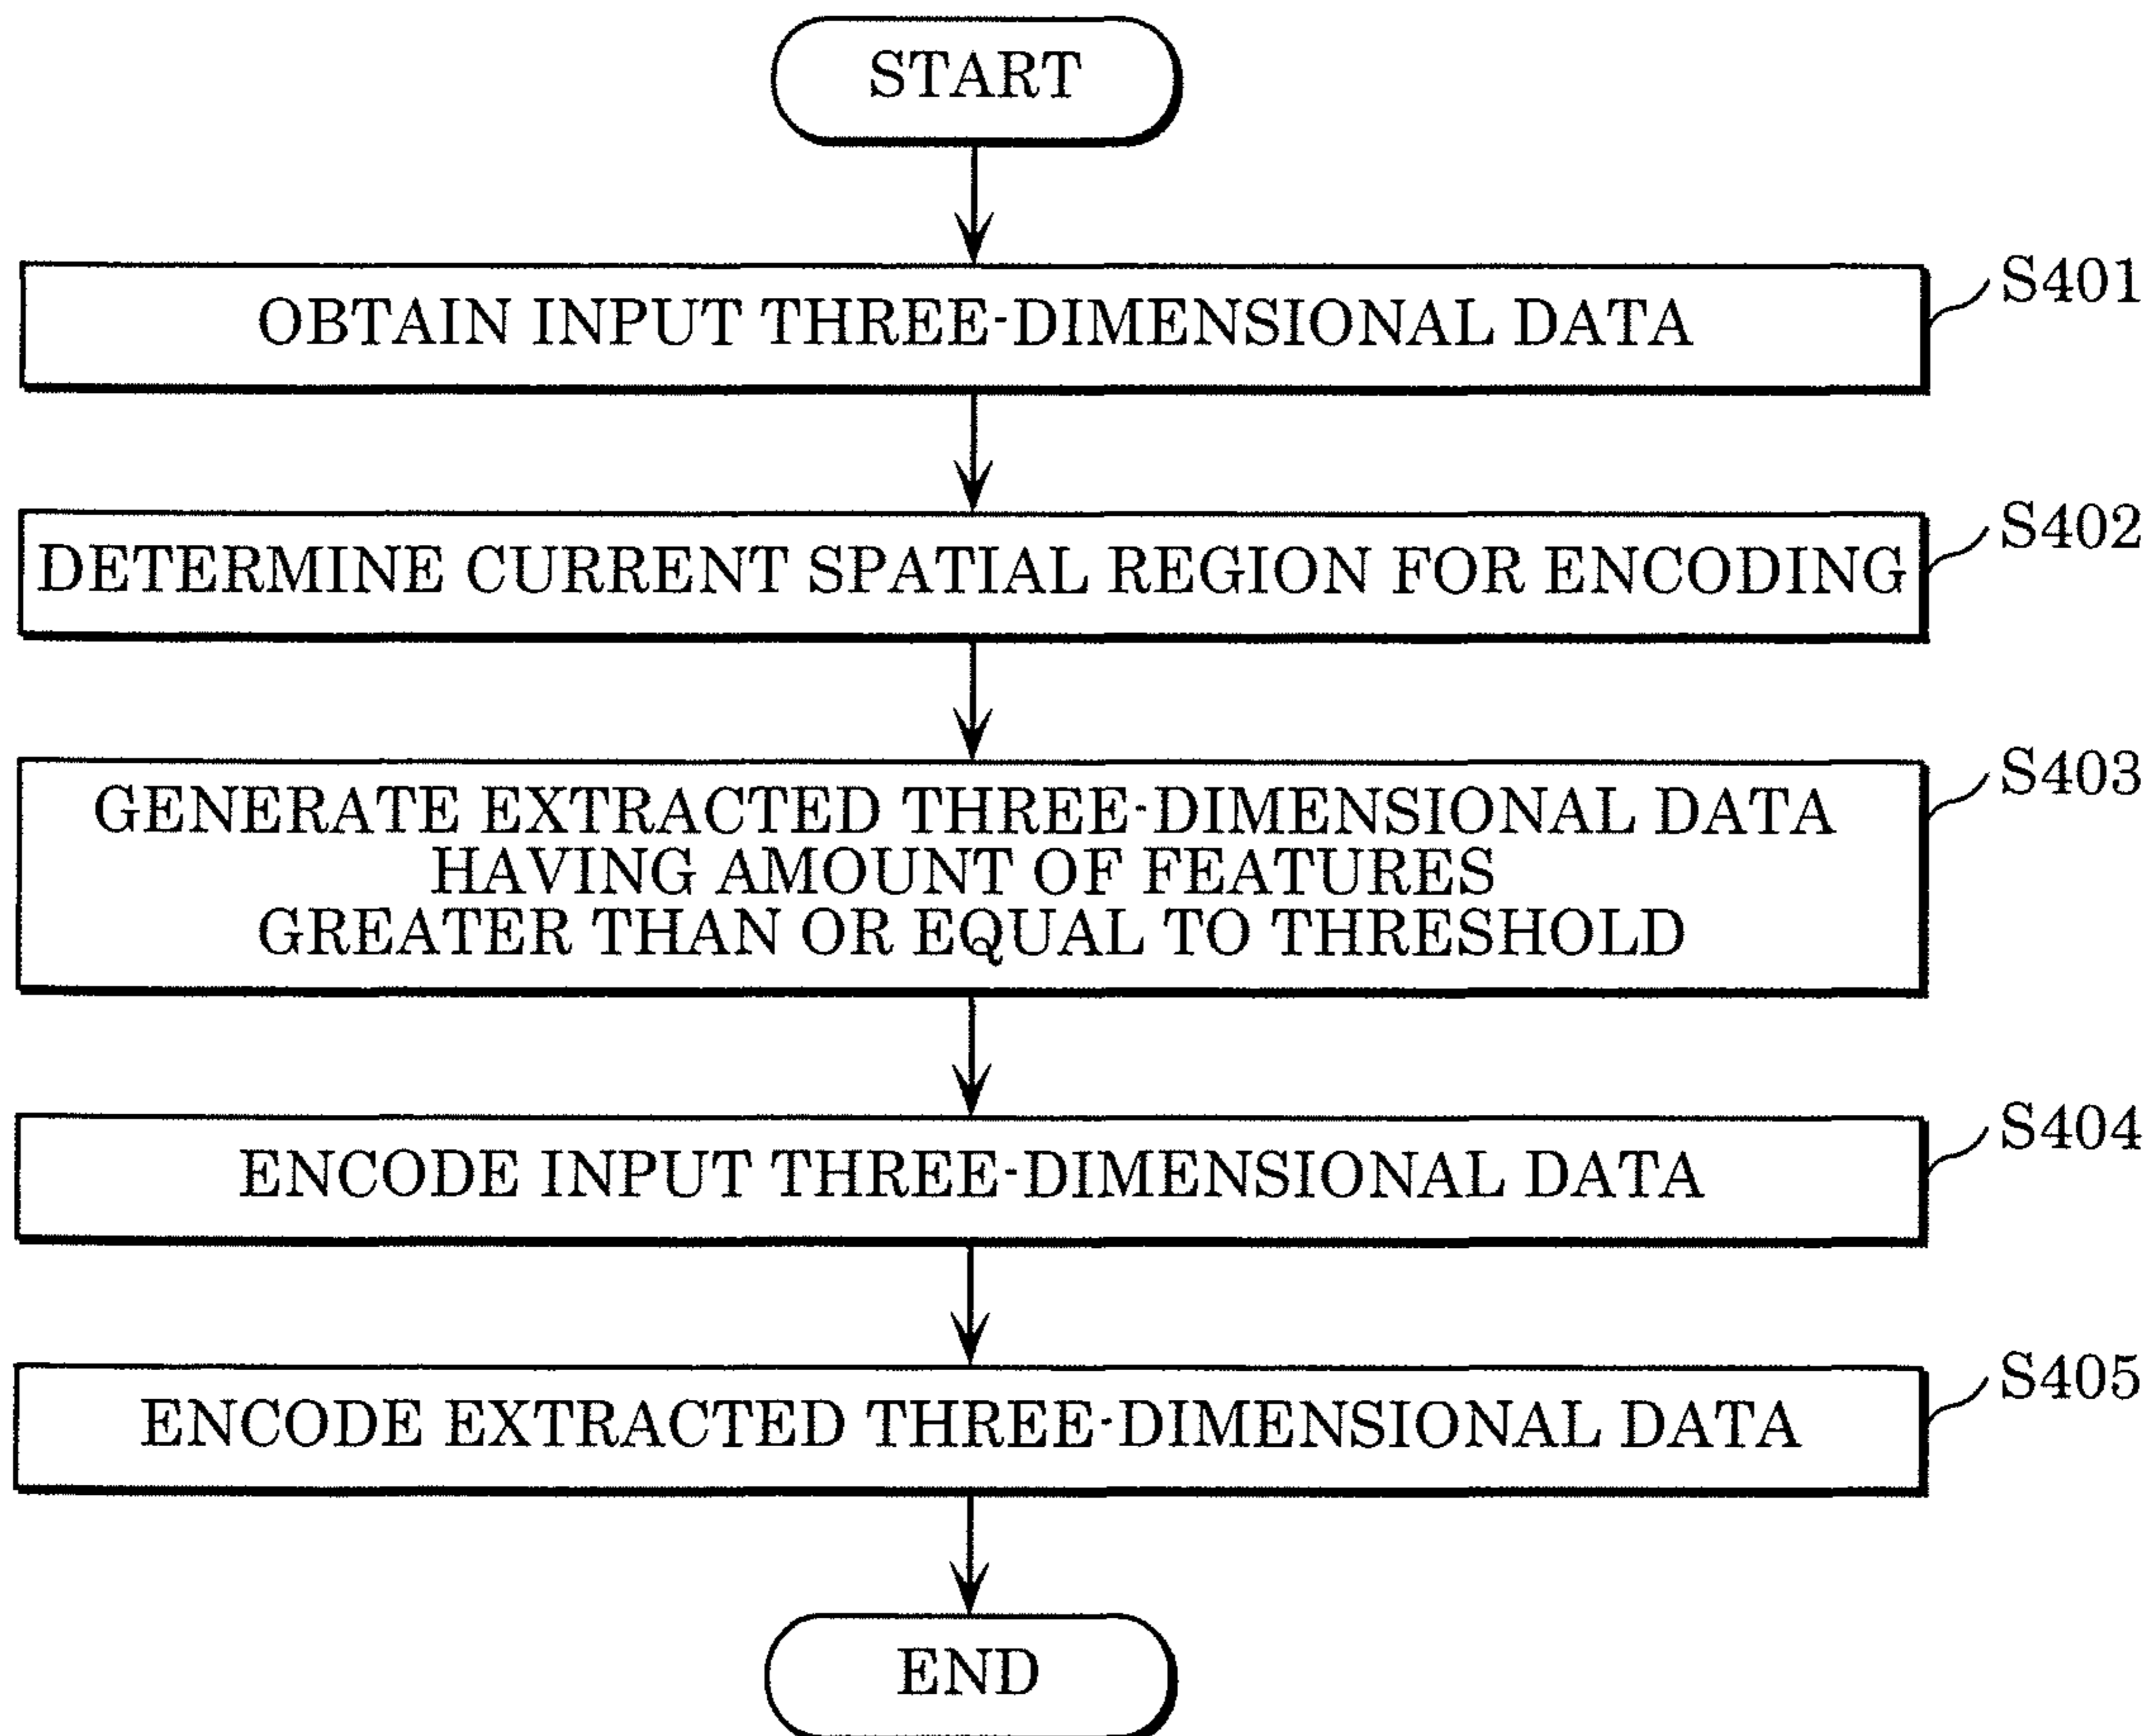 START
OBTAIN INPUT THREE-DIMENSIONAL DATA
S401
DETERMINE CURRENT SPATIAL REGION FOR ENCODING
S402
GENERATE EXTRACTED THREE-DIMENSIONAL DATA
HAVING AMOUNT OF FEATURES
GREATER THAN OR EQUAL TO THRESHOLD
S403
ENCODE INPUT THREE-DIMENSIONAL DATA
S404
ENCODE EXTRACTED THREE-DIMENSIONAL DATA
S405
END